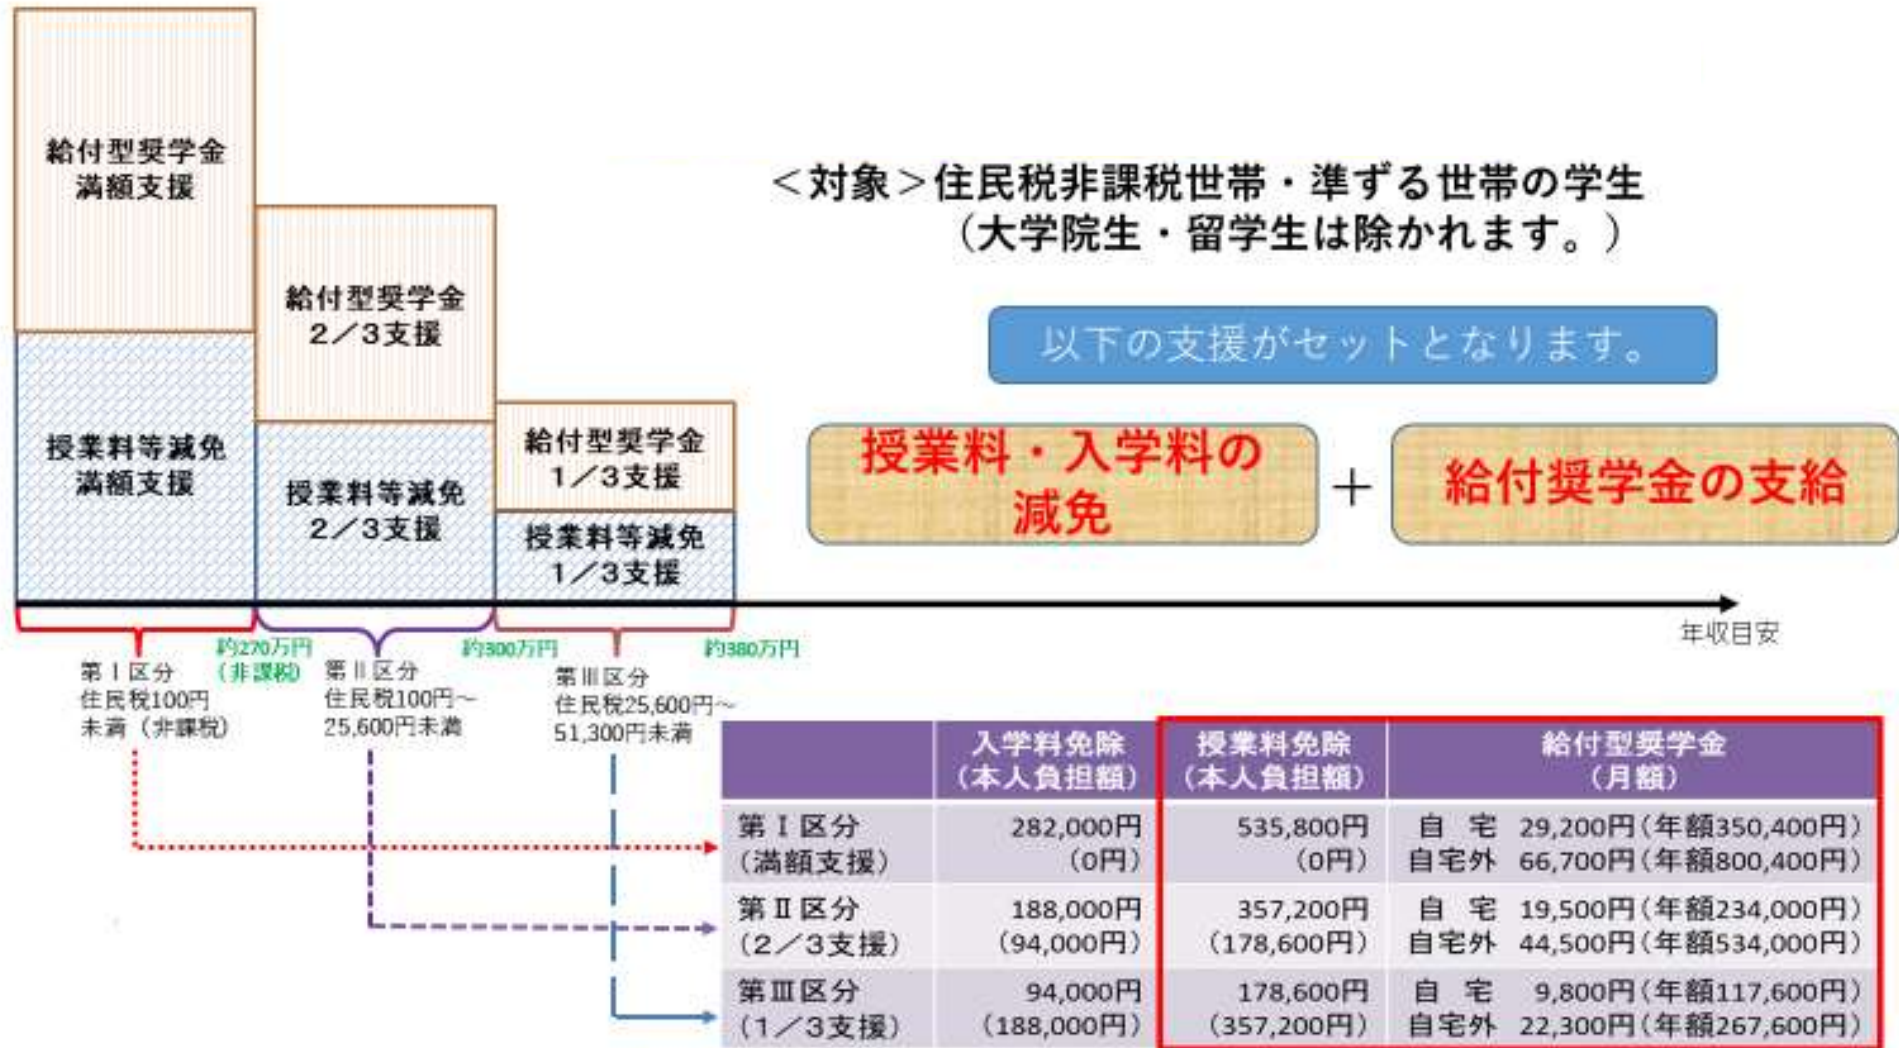 給付型奨学金
満額支援
授業料等減免
満額支援
給付型奨学金
2／3支援
授業料等減免
2／3支援
給付型奨学金
1／3支援
授業料等減免
1／3支援
＜対象＞住民税非課税世帯・準ずる世帯の学生
（大学院生・留学生は除かれます。）
以下の支援がセットとなります。
授業料・入学料の
減免
＋
給付奨学金の支給
年収目安
約270万円
（非課税）
約300万円
約380万円
第Ⅰ区分
住民税100円
未満（非課税）
第Ⅱ区分
住民税100円～
25,600円未満
第Ⅲ区分
住民税25,600円～
51,300円未満
入学料免除
（本人負担額）
授業料免除
（本人負担額）
給付型奨学金
（月額）
第Ⅰ区分
（満額支援）
282,000円
（0円）
535,800円
（0円）
自　宅　29,200円（年額350,400円）
自宅外　66,700円（年額800,400円）
第Ⅱ区分
（2／3支援）
188,000円
（94,000円）
357,200円
（178,600円）
自　宅　19,500円（年額234,000円）
自宅外　44,500円（年額534,000円）
第Ⅲ区分
（1／3支援）
94,000円
（188,000円）
178,600円
（357,200円）
自　宅　9,800円（年額117,600円）
自宅外　22,300円（年額267,600円）